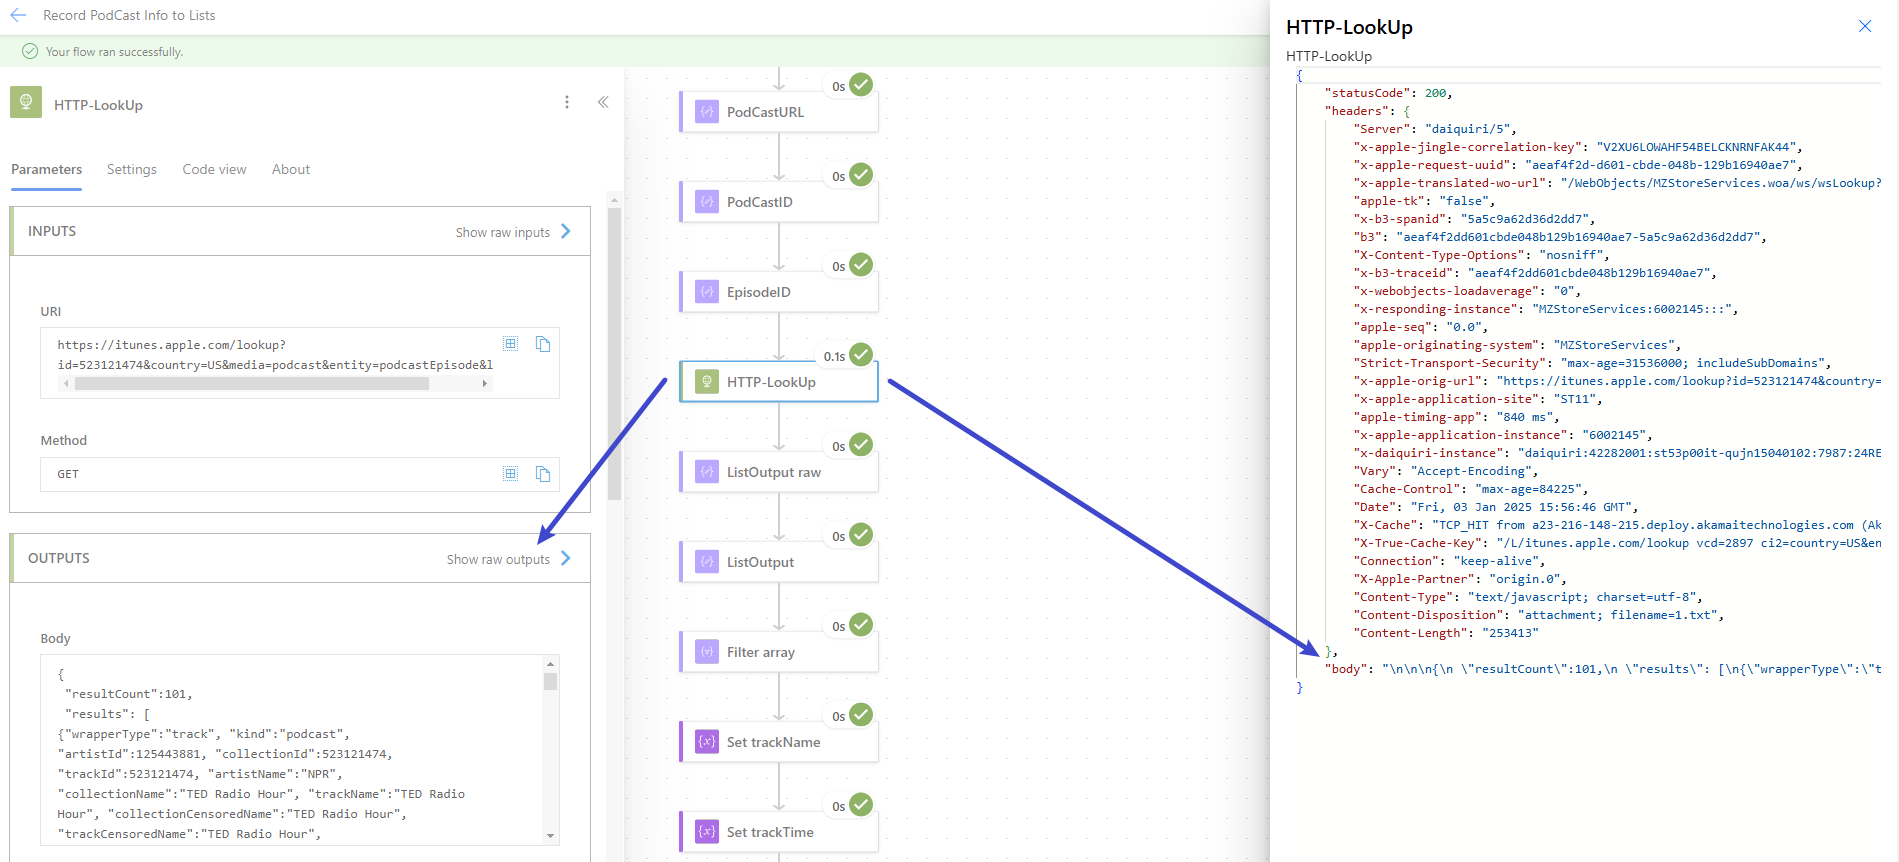 Record PodCast Info to Lists
Your flow ran successfully.
HTTP-LookUp
Parameters
Settings
Code view
About
INPUTS
Show raw inputs
URI
https://itunes.apple.com/lookup?
id=523121474&country=US&media=podcast&entity=podcastEpisode&l
Method
GET
OUTPUTS
Show raw outputs
Body
{
"resultCount":101,
"results": [
{"wrapperType":"track", "kind":"podcast",
"artistId":125443881, "collectionId":523121474,
"trackId":523121474, "artistName":"NPR",
"collectionName":"TED Radio Hour", "trackName":"TED Radio
Hour", "collectionCensoredName":"TED Radio Hour",
"trackCensoredName":"TED Radio Hour",
0s
PodCastURL
0s
PodCastID
0s
EpisodeID
0.1s
HTTP-LookUp
0s
ListOutput raw
0s
ListOutput
0s
Filter array
0s
Set trackName
0s
Set trackTime
HTTP-LookUp
HTTP-LookUp
{
"statusCode": 200,
"headers": {
"Server": "daiquiri/5",
"x-apple-jingle-correlation-key": "V2XU6LOWAHF54BELCKNRNFAK44",
"x-apple-request-uuid": "aeaf4f2d-d601-cbde-048b-129b16940ae7",
"x-apple-translated-wo-url": "/WebObjects/MZStoreServices.woa/ws/wsLookup?
"apple-tk": "false",
"x-b3-spanid": "5a5c9a62d36d2dd7",
"b3": "aeaf4f2dd601cbde048b129b16940ae7-5a5c9a62d36d2dd7",
"X-Content-Type-Options": "nosniff",
"x-b3-traceid": "aeaf4f2dd601cbde048b129b16940ae7",
"x-webobjects-loadaverage": "0",
"x-responding-instance": "MZStoreServices:6002145:::",
"apple-seq": "0.0",
"apple-originating-system": "MZStoreServices",
"Strict-Transport-Security": "max-age=31536000; includeSubDomains",
"x-apple-orig-url": "https://itunes.apple.com/lookup?id=523121474&country=
"x-apple-application-site": "ST11",
"apple-timing-app": "840 ms",
"x-apple-application-instance": "6002145",
"x-daiquiri-instance": "daiquiri:42282001:st53p00it-qujn15040102:7987:24RE
"Vary": "Accept-Encoding",
"Cache-Control": "max-age=84225",
"Date": "Fri, 03 Jan 2025 15:56:46 GMT",
"X-Cache": "TCP_HIT from a23-216-148-215.deploy.akamaitechnologies.com (Ak
"X-True-Cache-Key": "/L/itunes.apple.com/lookup vcd=2897 ci2=country=US&en
"Connection": "keep-alive",
"X-Apple-Partner": "origin.0",
"Content-Type": "text/javascript; charset=utf-8",
"Content-Disposition": "attachment; filename=1.txt",
"Content-Length": "253413"
},
"body": "\n\n\n{\n \"resultCount\":101,\n \"results\": [\n{\"wrapperType\":\"t
}